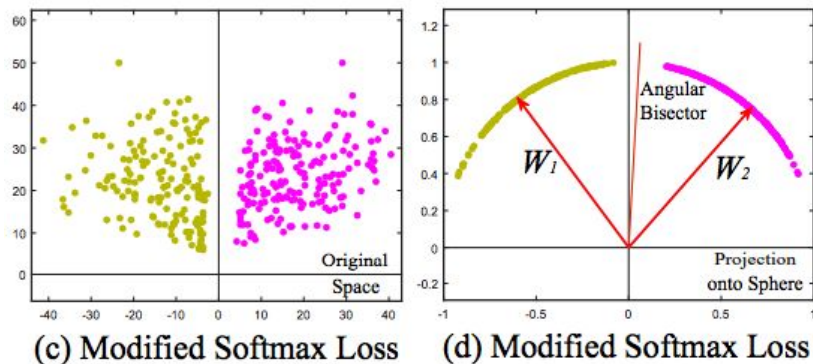 60
50
40
30
20
10
0
-40 -30 -20 -10 0 10 20 30 40
Original
Space
(c) Modified Softmax Loss
1.2
1
0.8
0.6
0.4
0.2
0
-0.2
-1 -0.5 0 0.5 1
Angular
Bisector
W1
W2
Projection
onto Sphere
(d) Modified Softmax Loss